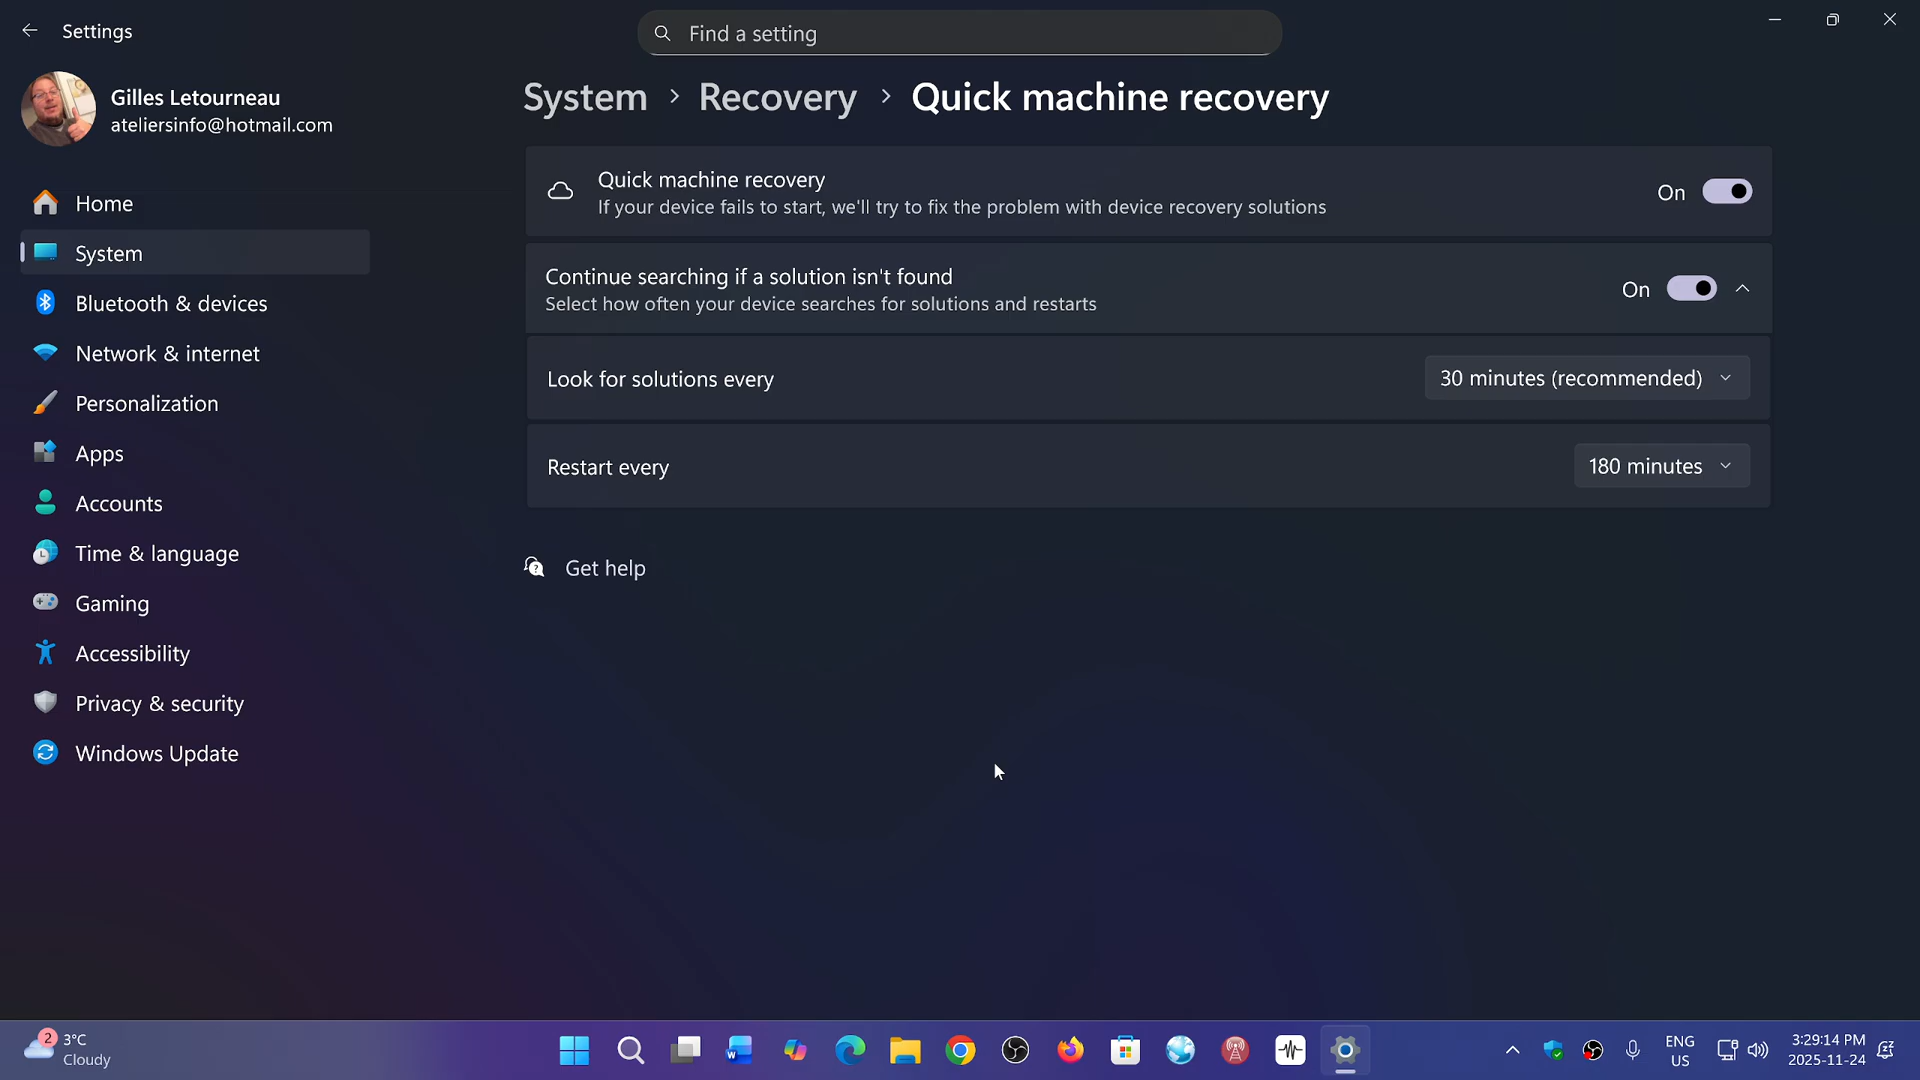 Settings
Find a setting
Gilles Letourneau
ateliersinfo@hotmail.com
Home
System
Bluetooth & devices
Network & internet
Personalization
Apps
Accounts
Time & language
Gaming
Accessibility
Privacy & security
Windows Update
System > Recovery > Quick machine recovery
Quick machine recovery
If your device fails to start, we'll try to fix the problem with device recovery solutions
On
Continue searching if a solution isn't found
Select how often your device searches for solutions and restarts
On
Look for solutions every
30 minutes (recommended)
Restart every
180 minutes
Get help
2
3°C
Cloudy
W
ENG
US
3:29:14 PM
2025-11-24